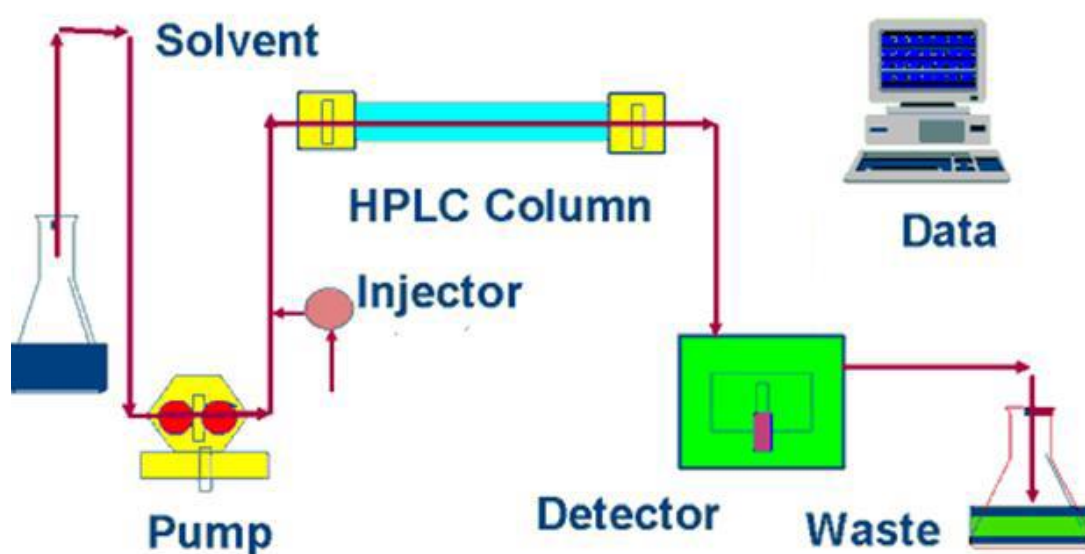 Solvent
HPLC Column
Data
Injector
Detector
Waste
Pump